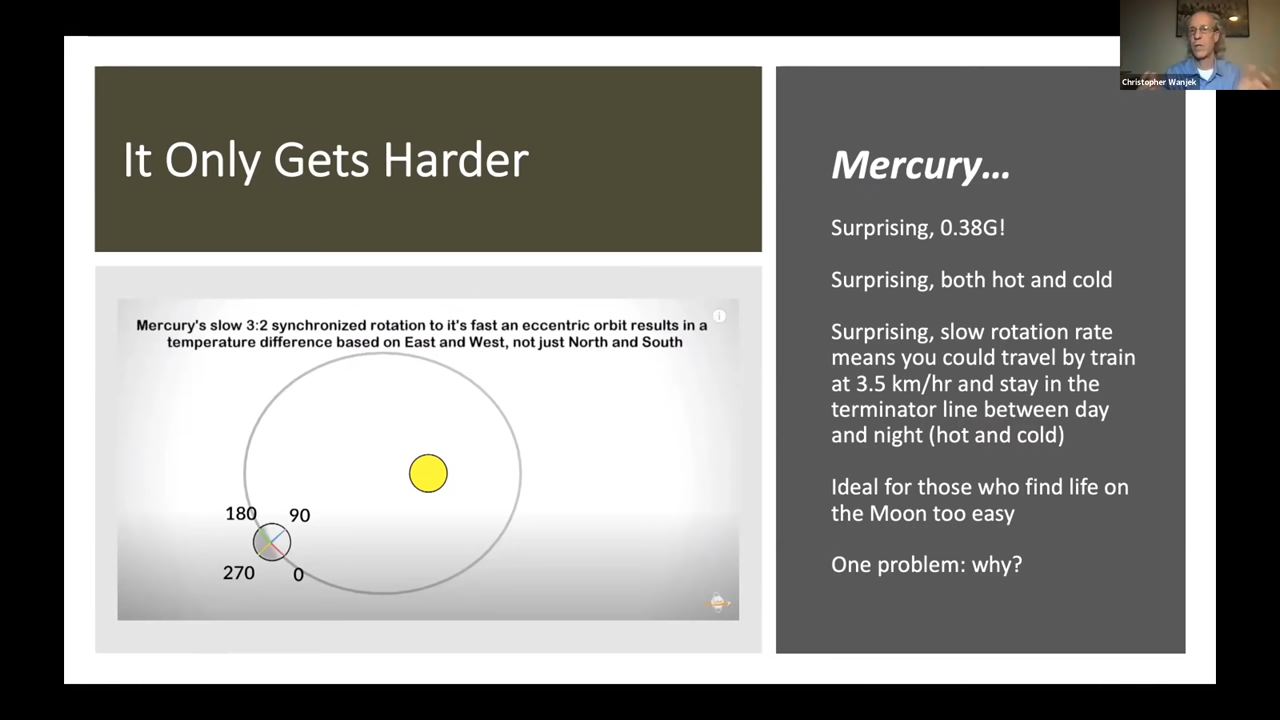 Christopher Wanjek
It Only Gets Harder
Mercury's slow 3:2 synchronized rotation to it's fast an eccentric orbit results in a
temperature difference based on East and West, not just North and South
180 90
270 0
Mercury...
Surprising, 0.38G!
Surprising, both hot and cold
Surprising, slow rotation rate
means you could travel by train
at 3.5 km/hr and stay in the
terminator line between day
and night (hot and cold)
Ideal for those who find life on
the Moon too easy
One problem: why?